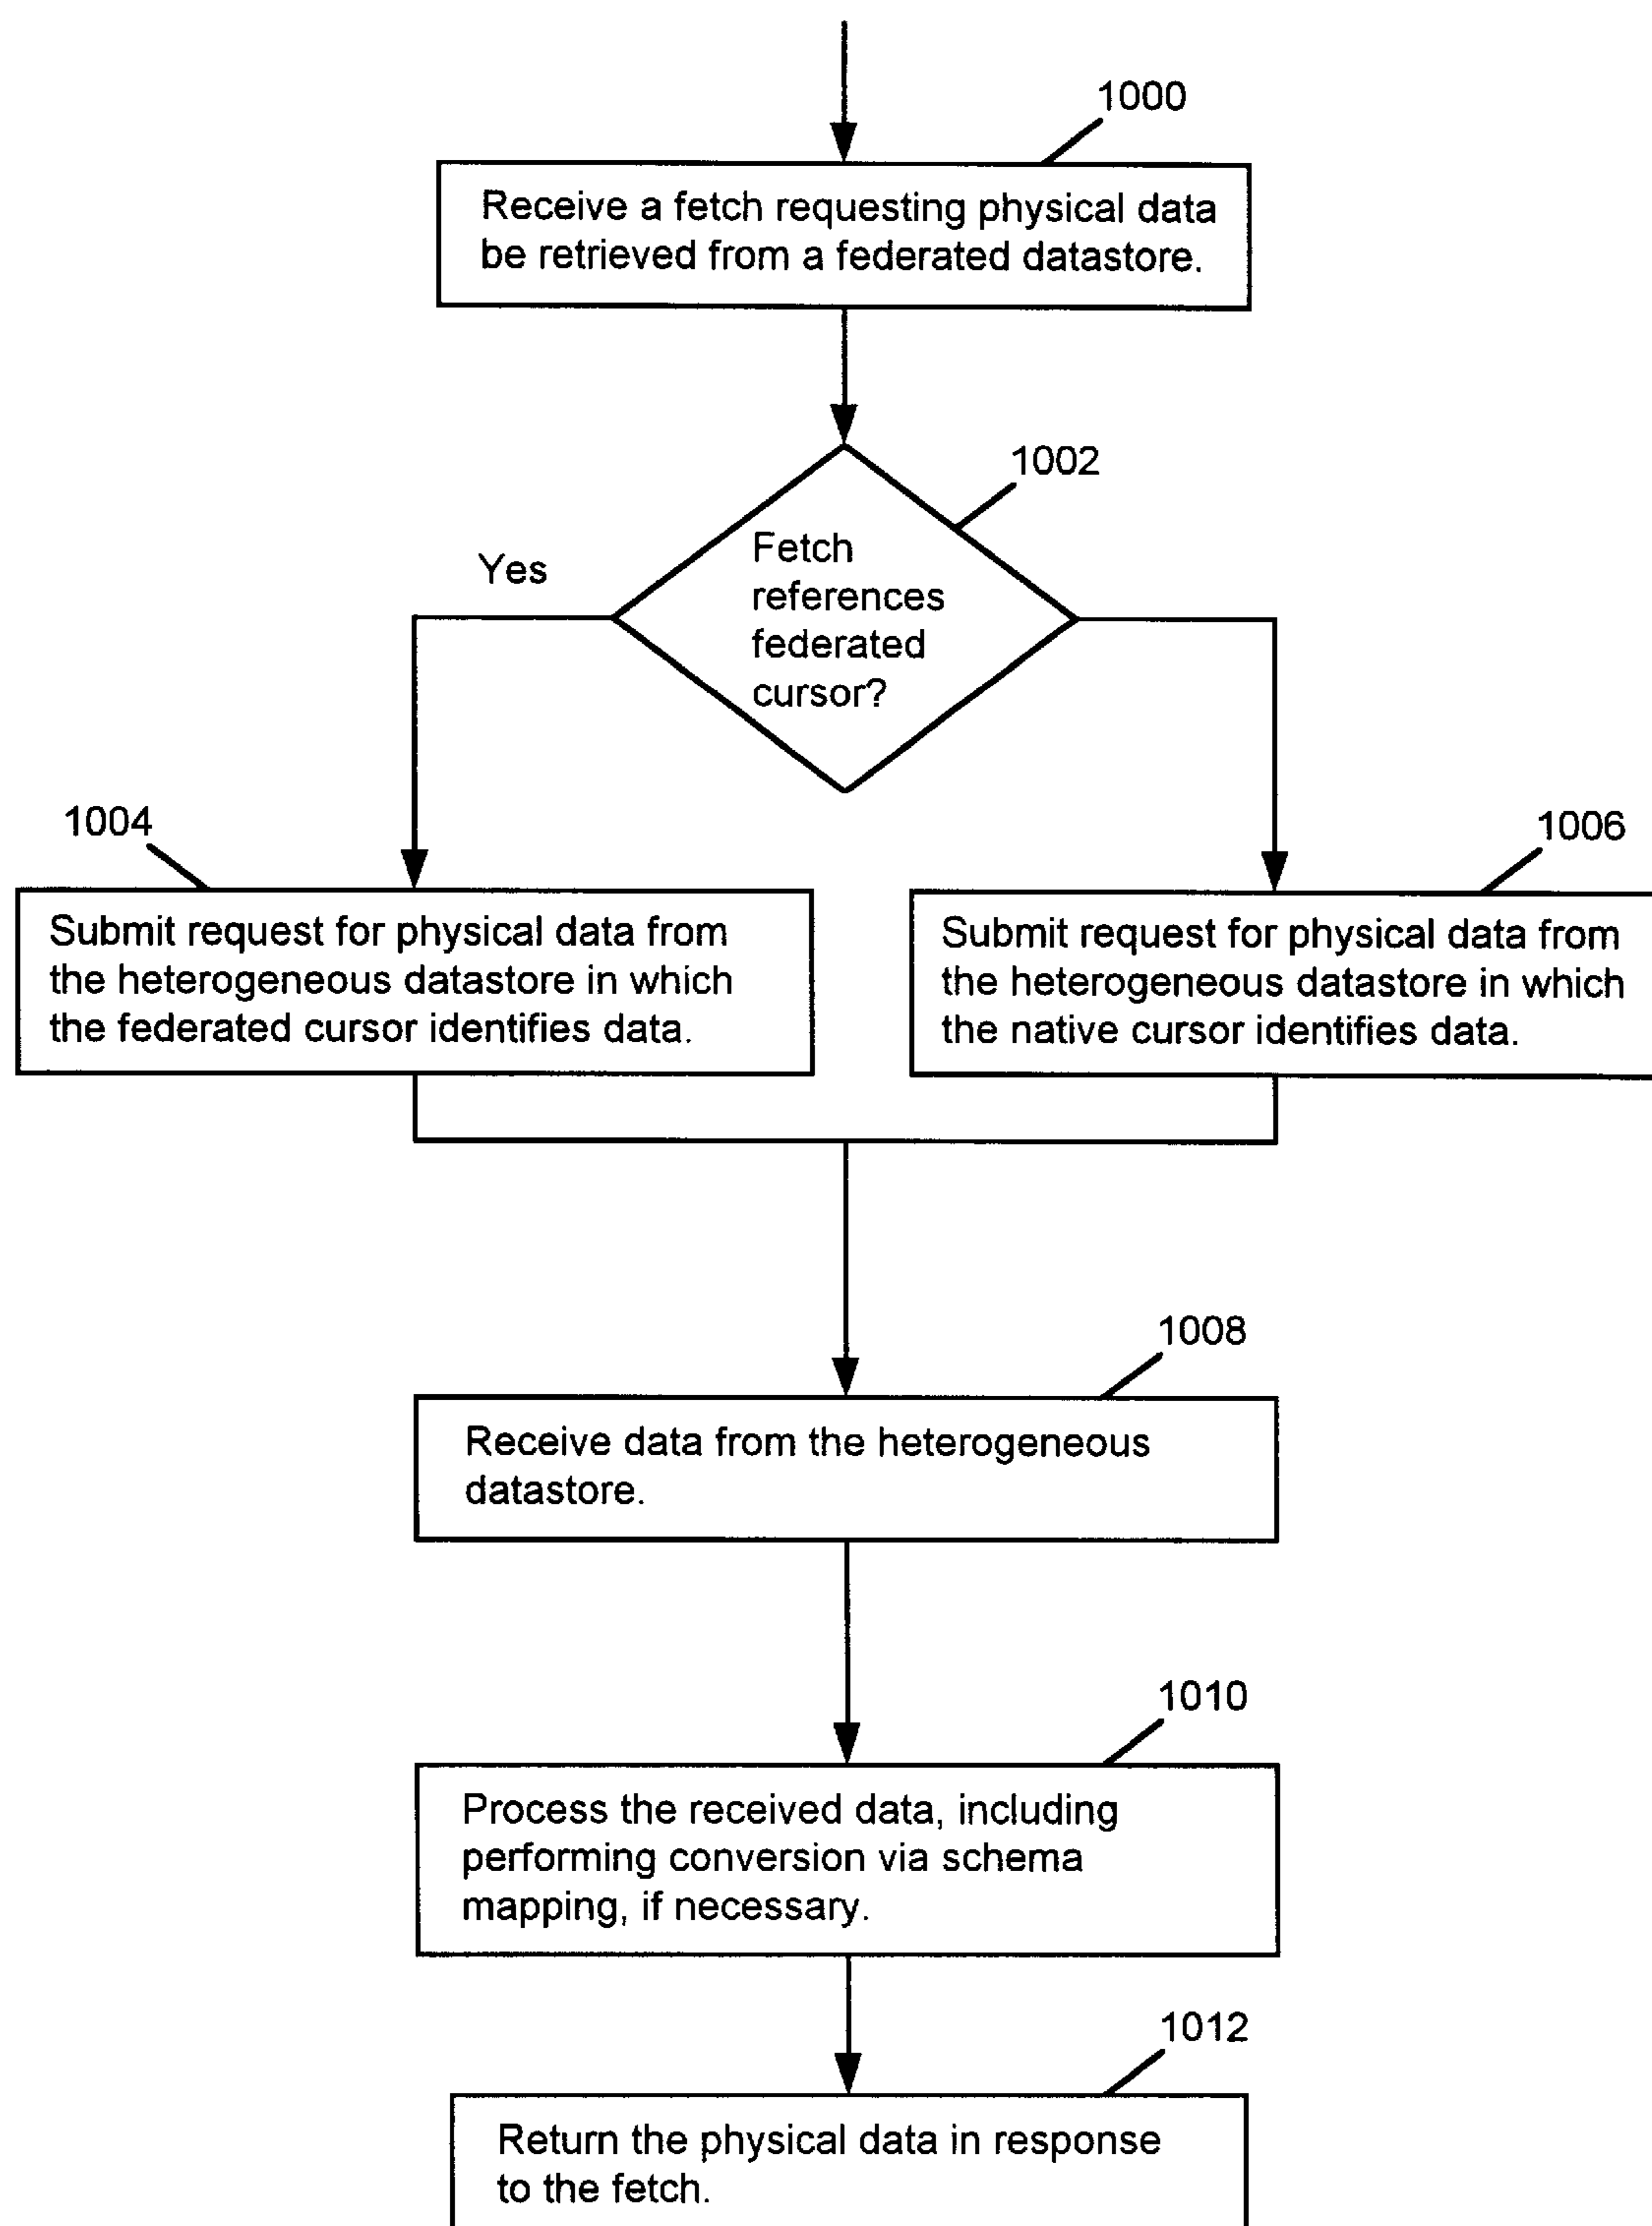 1000
Receive a fetch requesting physical data
be retrieved from a federated datastore.
1002
Yes
Fetch
references
federated
cursor?
1004
Submit request for physical data from
the heterogeneous datastore in which
the federated cursor identifies data.
1006
Submit request for physical data from
the heterogeneous datastore in which
the native cursor identifies data.
1008
Receive data from the heterogeneous
datastore.
1010
Process the received data, including
performing conversion via schema
mapping, if necessary.
1012
Return the physical data in response
to the fetch.